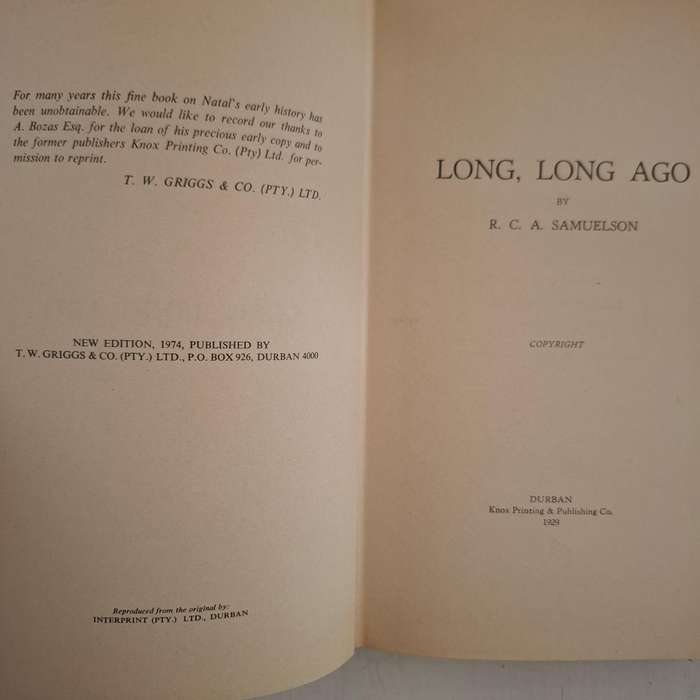 For many years this fine book on Natal's early history has
been unobtainable. We would like to record our thanks to
A. Bozas Esq. for the loan of his precious early copy and to
the former publishers Knox Printing Co. (Pty) Ltd. for per-
mission to reprint.
T. W. GRIGGS & CO. (PTY.) LTD.
NEW EDITION, 1974, PUBLISHED BY
T. W. GRIGGS & CO. (PTY.) LTD., P.O. BOX 926, DURBAN 4000
Reproduced from the original by:
INTERPRINT (PTY.) LTD., DURBAN
LONG, LONG AGO
BY
R. C. A. SAMUELSON
COPYRIGHT
DURBAN
Knox Printing & Publishing Co.
1929